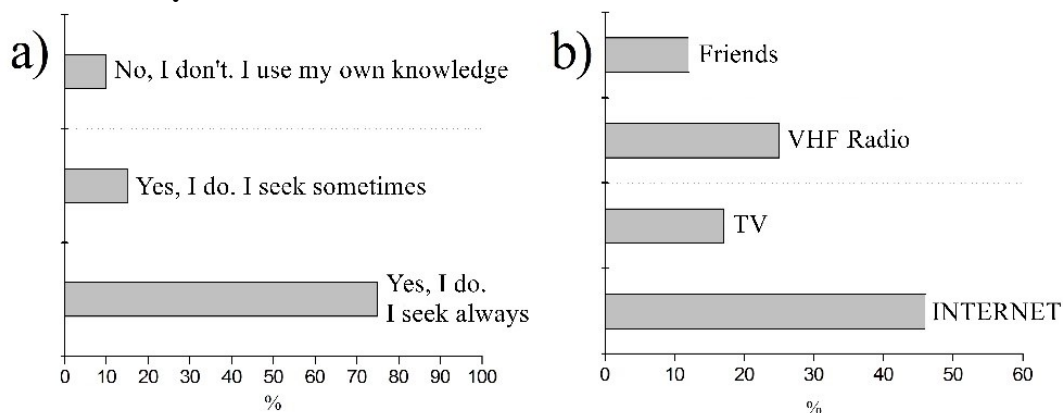 a)
No, I don't. I use my own knowledge
Yes, I do. I seek sometimes
Yes, I do.
I seek always
0 10 20 30 40 50 60 70 80 90 100
%
b)
Friends
VHF Radio
TV
INTERNET
0 10 20 30 40 50 60
%